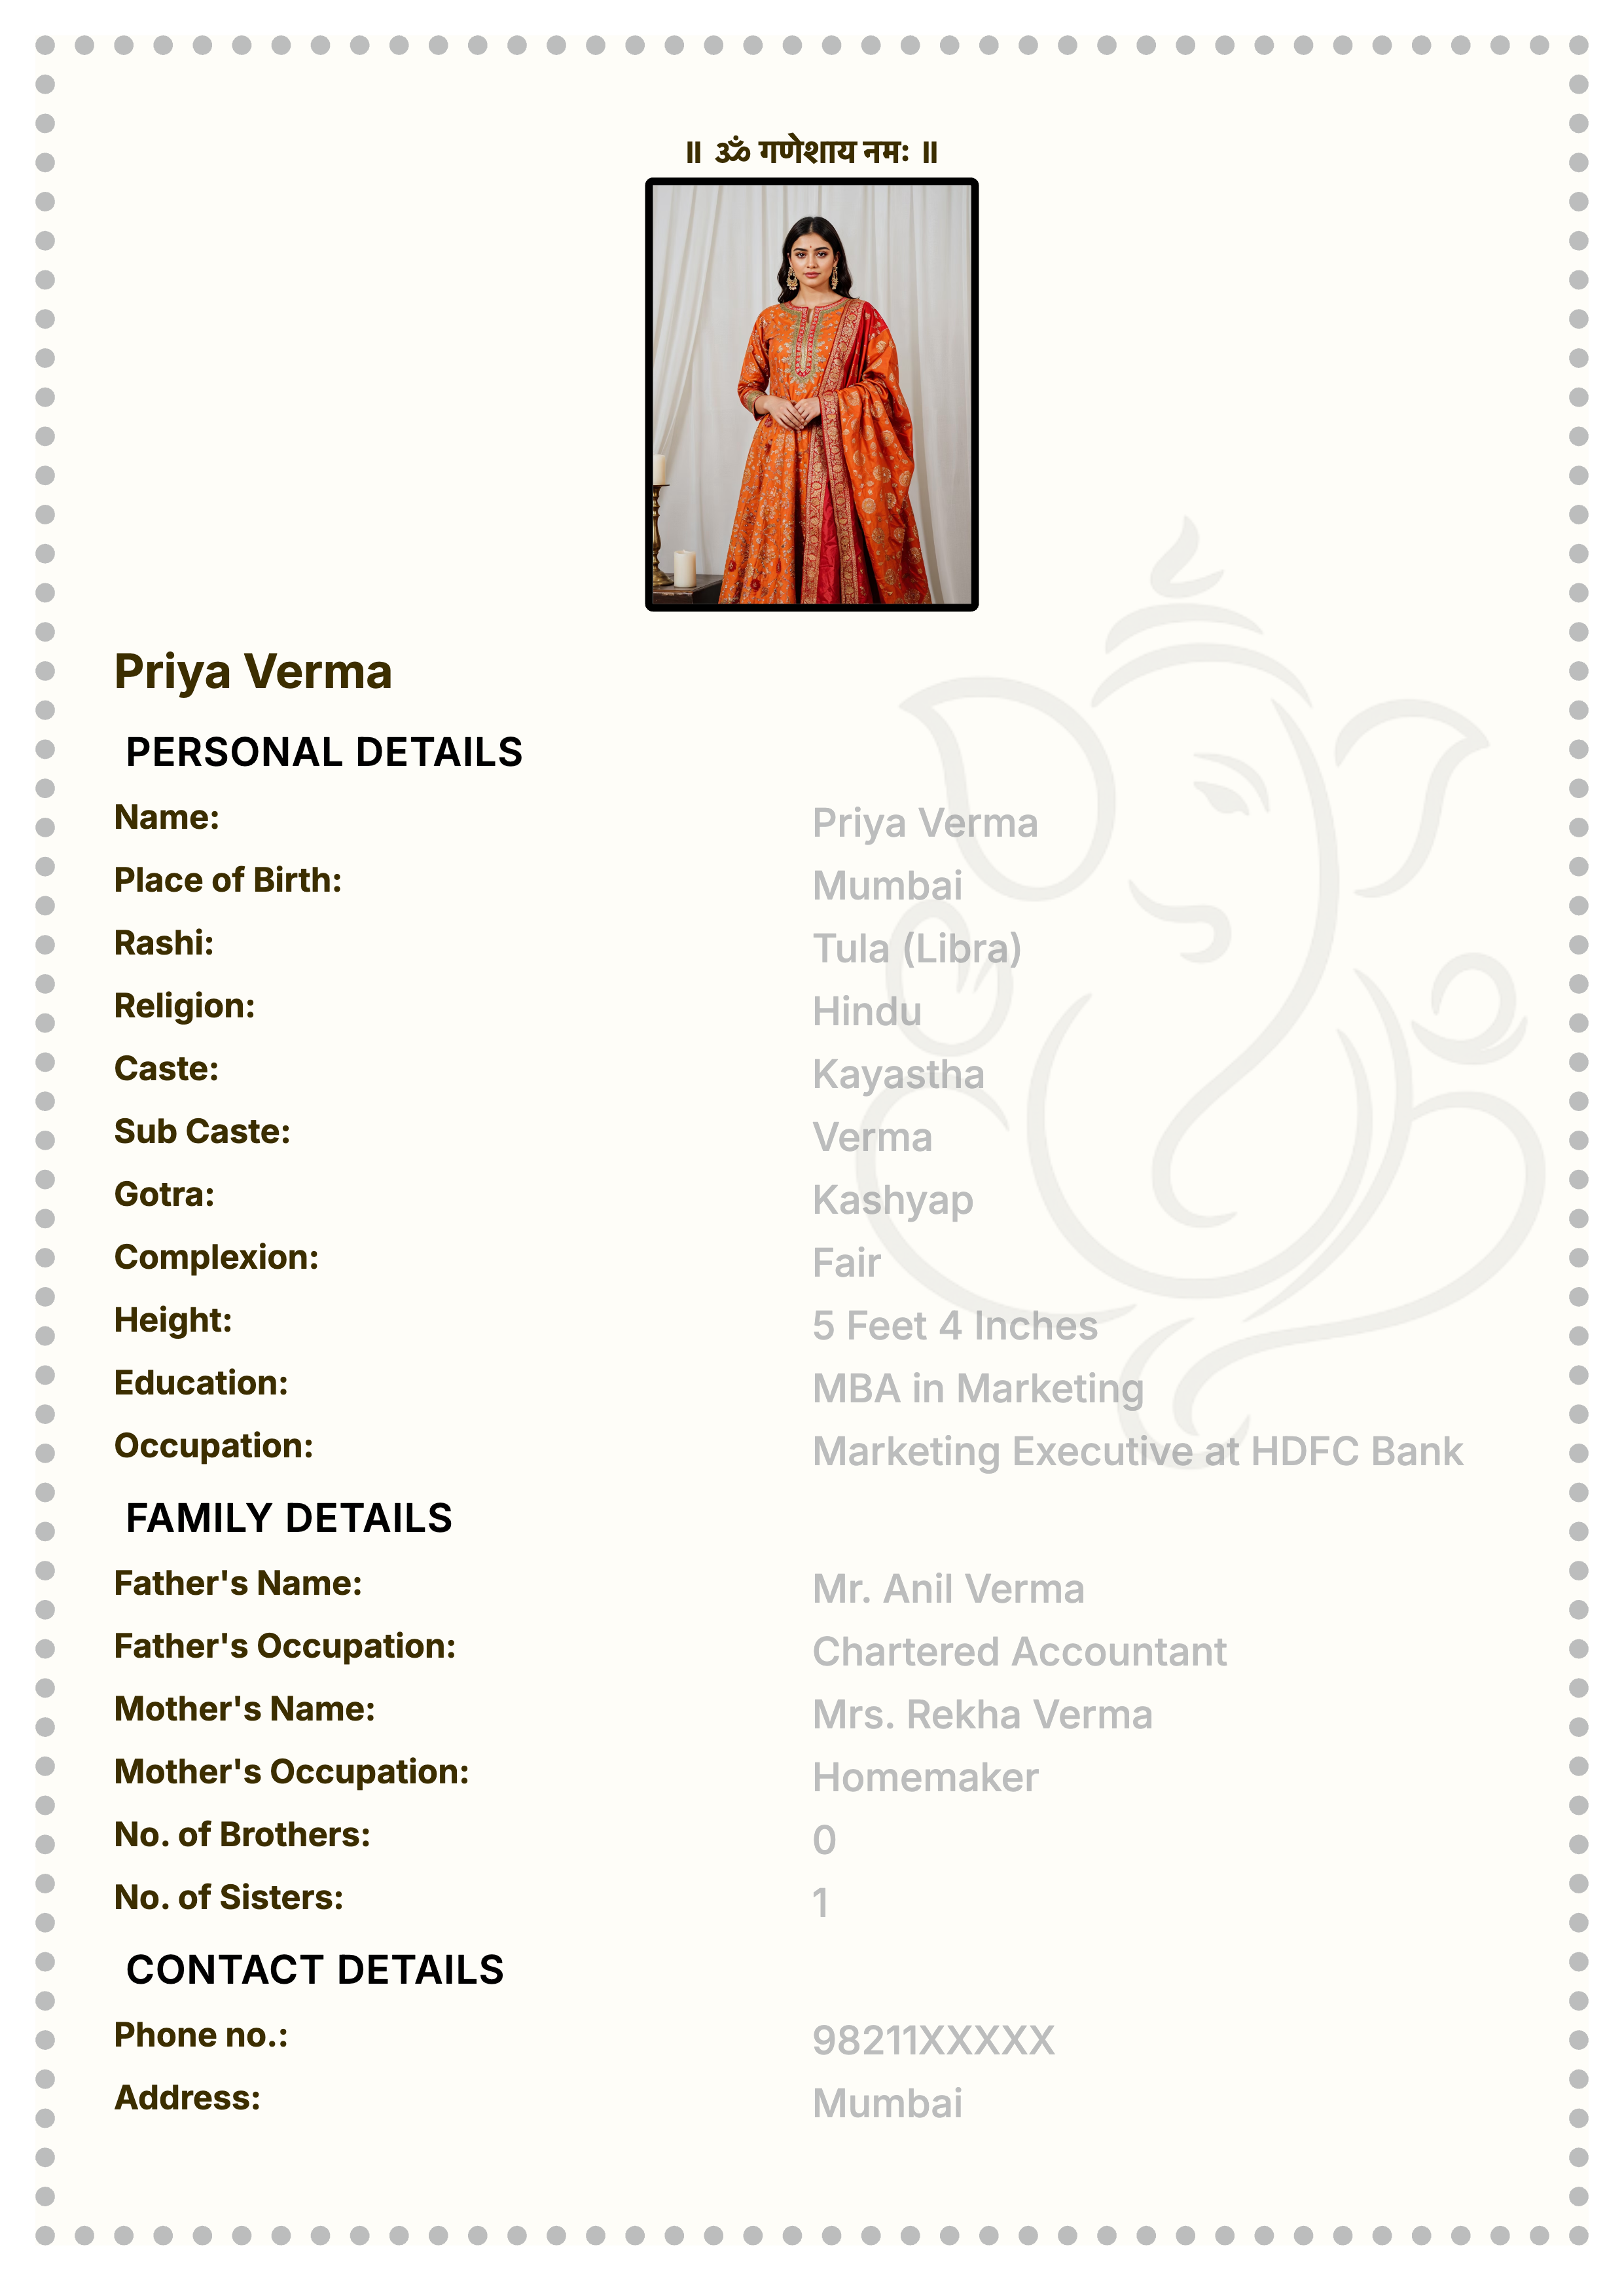 ॥ ॐ गणेशाय नमः ॥
Priya Verma
PERSONAL DETAILS
Name: Priya Verma
Place of Birth: Mumbai
Rashi: Tula (Libra)
Religion: Hindu
Caste: Kayastha
Sub Caste: Verma
Gotra: Kashyap
Complexion: Fair
Height: 5 Feet 4 Inches
Education: MBA in Marketing
Occupation: Marketing Executive at HDFC Bank
FAMILY DETAILS
Father's Name: Mr. Anil Verma
Father's Occupation: Chartered Accountant
Mother's Name: Mrs. Rekha Verma
Mother's Occupation: Homemaker
No. of Brothers: 0
No. of Sisters: 1
CONTACT DETAILS
Phone no.: 98211XXXXX
Address: Mumbai